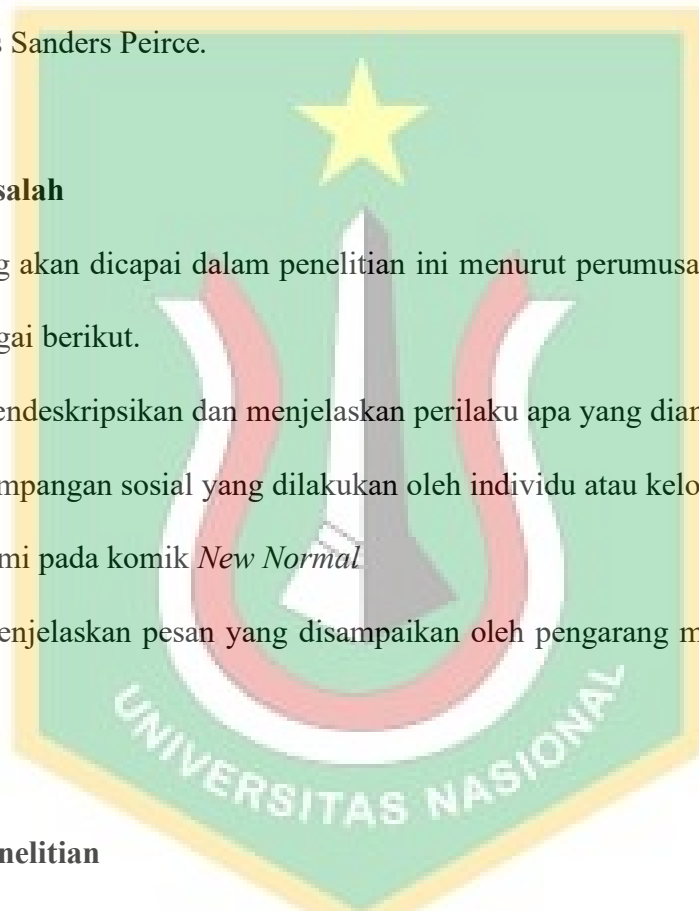 s Sanders Peirce.
salah
g akan dicapai dalam penelitian ini menurut perumusa
gai berikut.
endeskripsikan dan menjelaskan perilaku apa yang dian
mpangan sosial yang dilakukan oleh individu atau kelo
mi pada komik New Normal
enjelaskan pesan yang disampaikan oleh pengarang m
UNIVERSITAS NASIONAL
nelitian